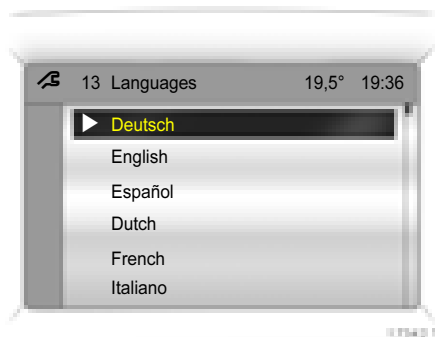 13 Languages 19,5° 19:36
Deutsch
English
Español
Dutch
French
Italiano